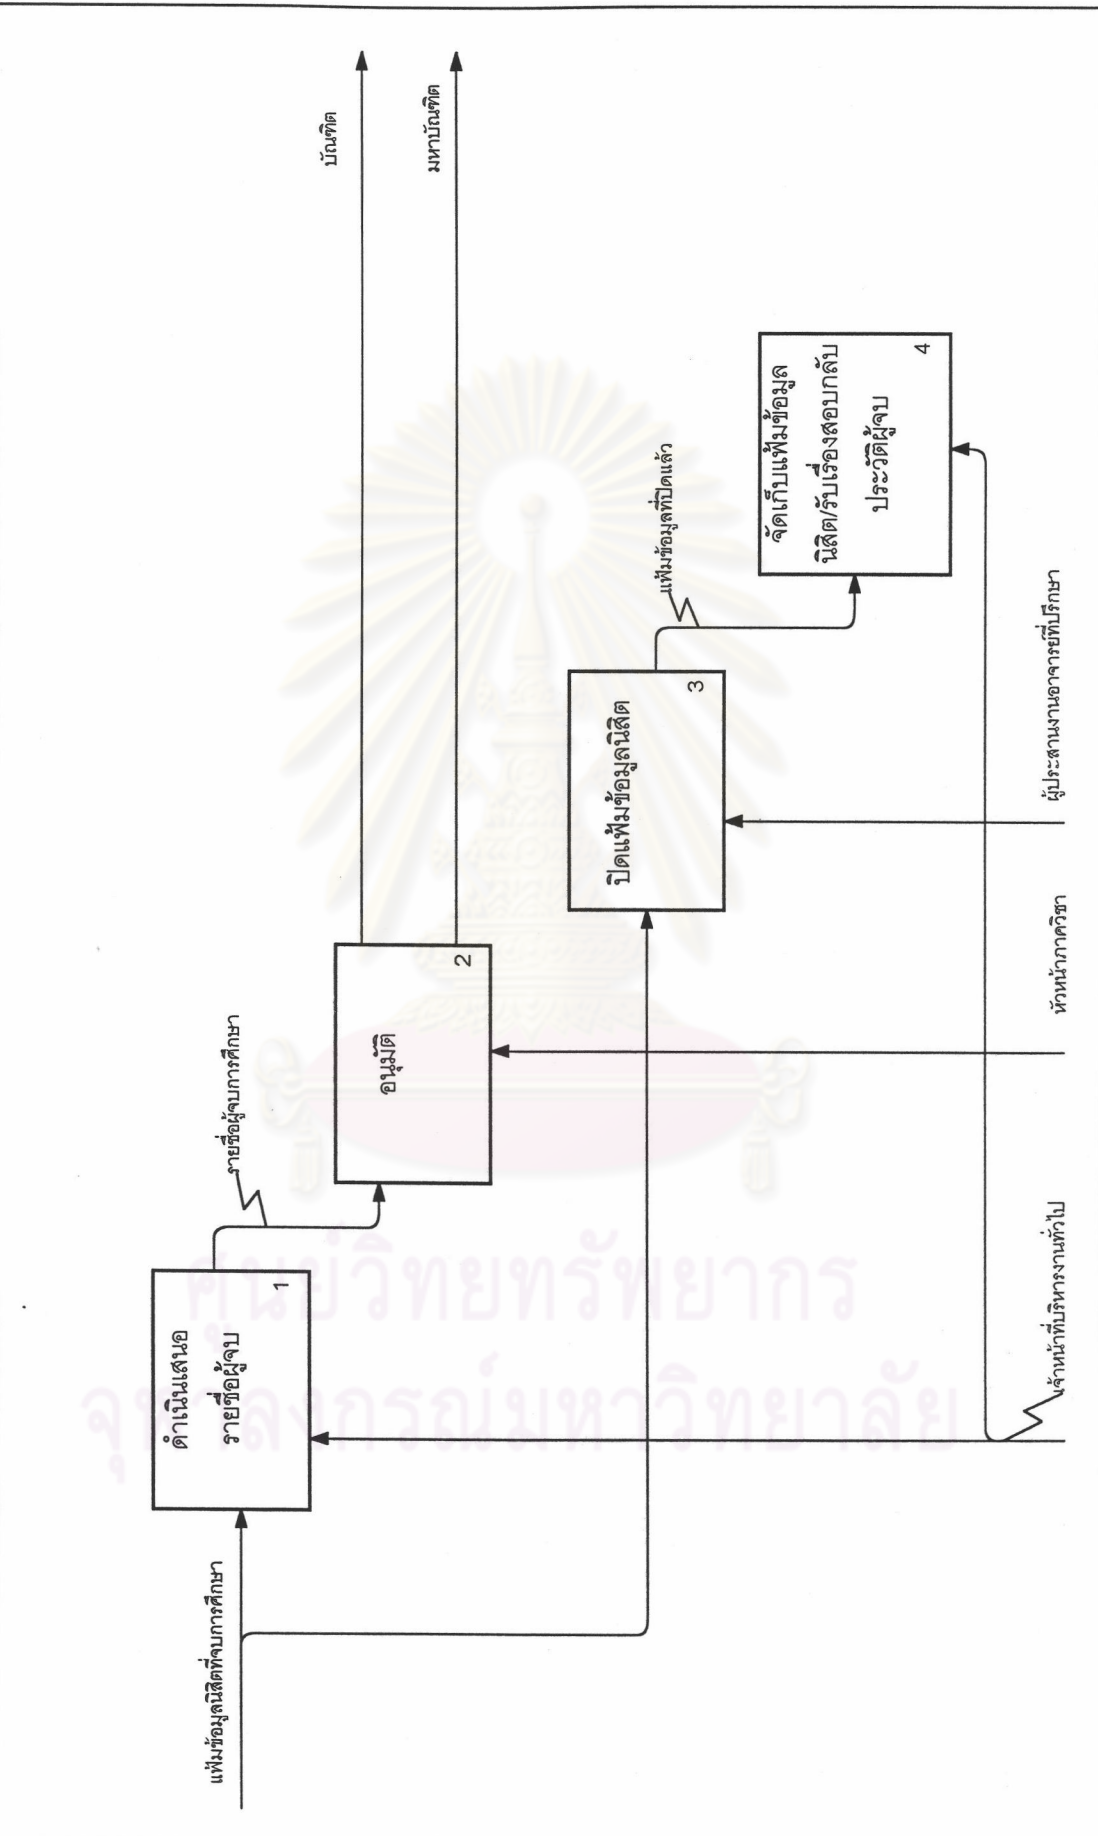 แฟ้มข้อมูลนิสิตที่จบการศึกษา
ดำเนินเสนอ
รายชื่อผู้จบ
1
รายชื่อผู้จบการศึกษา
อนุมัติ
2
บัณฑิต
มหาบัณฑิต
ปิดแฟ้มข้อมูลนิสิต
3
แฟ้มข้อมูลที่ปิดแล้ว
จัดเก็บแฟ้มข้อมูล
นิสิต/รับเรื่องสอบกลับ
ประวัติผู้จบ
4
เจ้าหน้าที่บริหารงานทั่วไป
หัวหน้าภาควิชา
ผู้ประสานงานอาจารย์ที่ปรึกษา
ศูนย์วิทยทรัพยากร
จุฬาลงกรณ์มหาวิทยาลัย